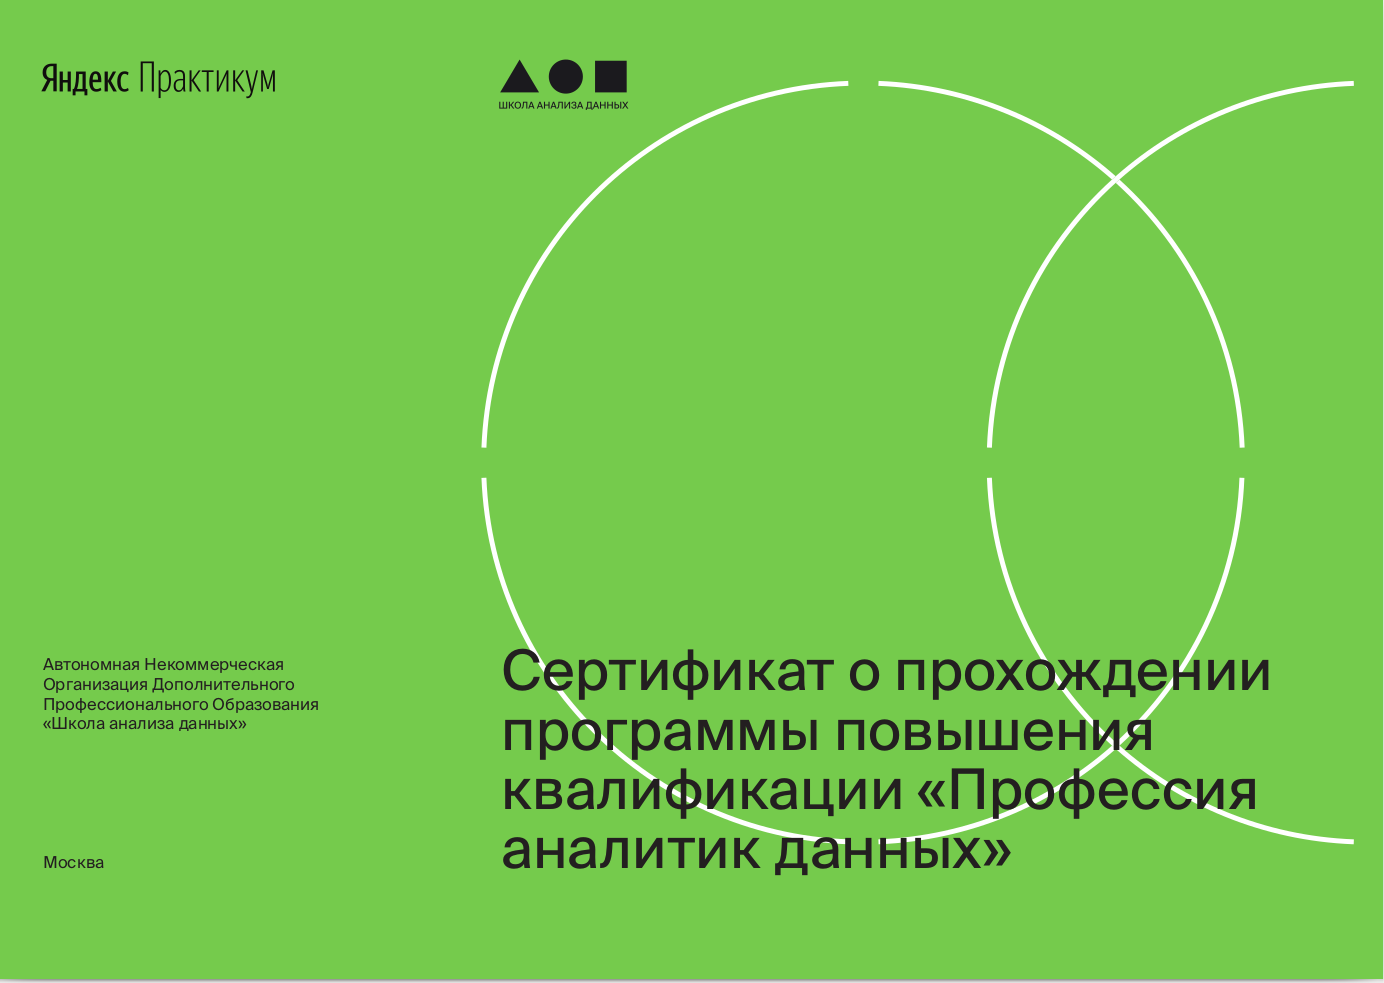 Яндекс Практикум
ШКОЛА АНАЛИЗА ДАННЫХ
Автономная Некоммерческая
Организация Дополнительного
Профессионального Образования
«Школа анализа данных»
Москва
Сертификат о прохождении
программы повышения
квалификации «Профессия
аналитик данных»